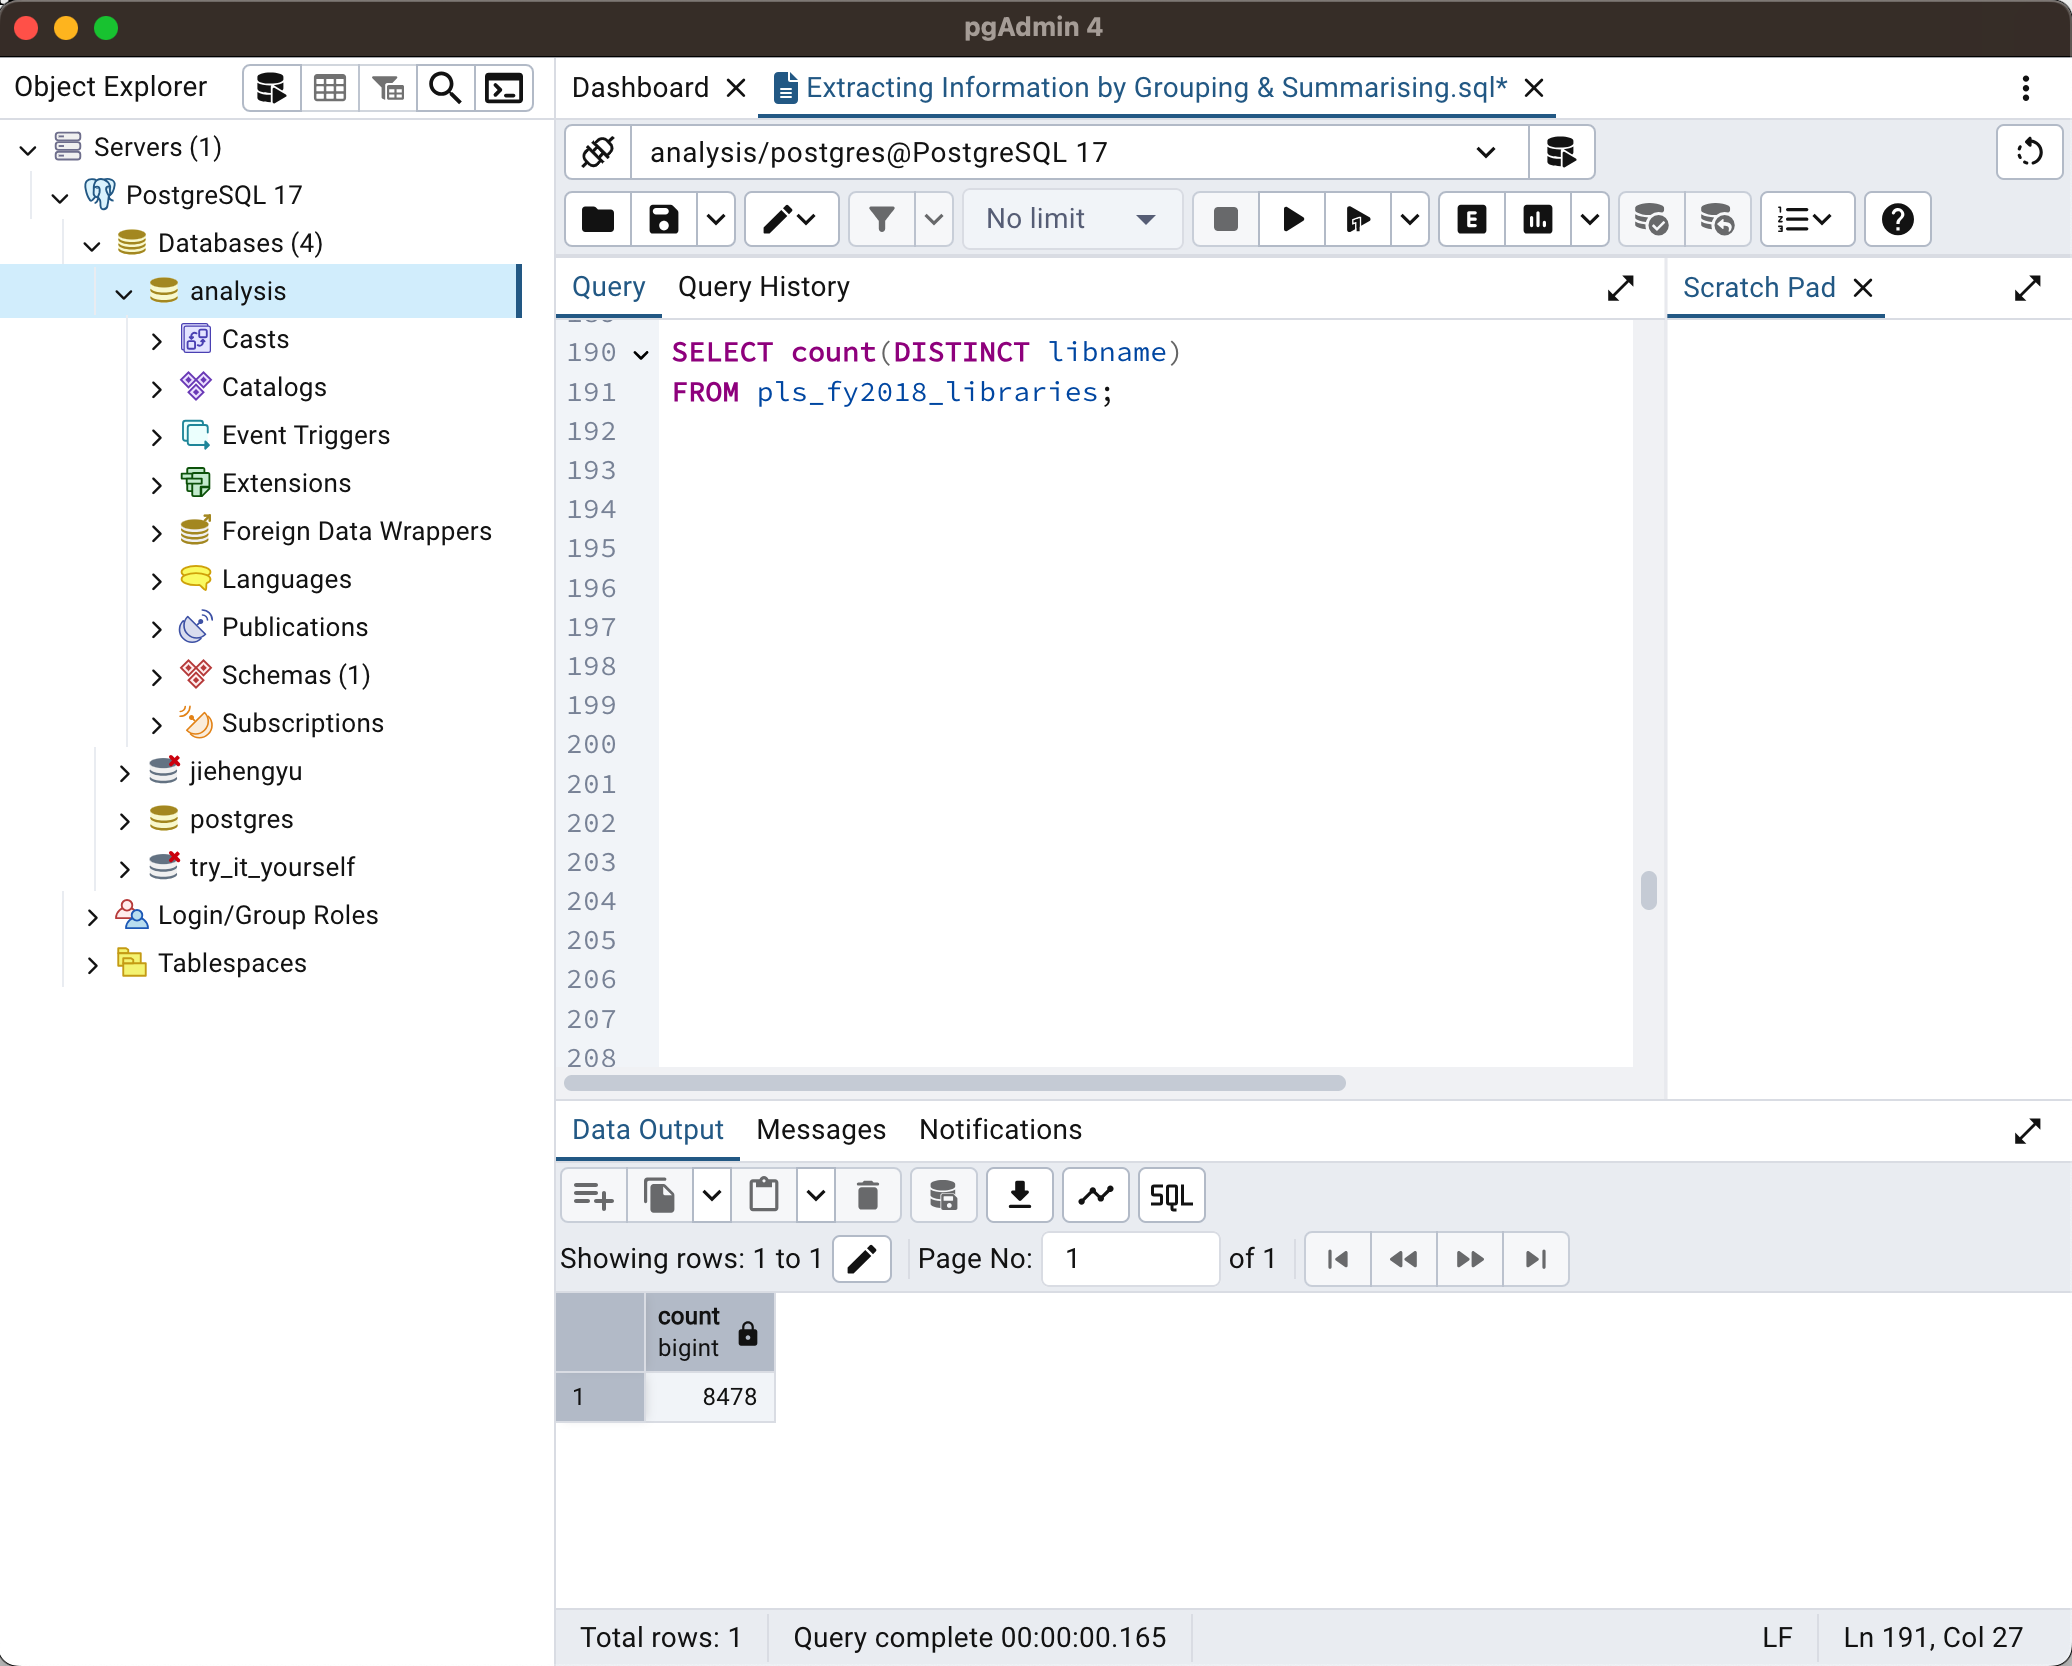 pgAdmin 4
Object Explorer
Servers (1)
PostgreSQL 17
Databases (4)
analysis
Casts
Catalogs
Event Triggers
Extensions
Foreign Data Wrappers
Languages
Publications
Schemas (1)
Subscriptions
jiehengyu
postgres
try_it_yourself
Login/Group Roles
Tablespaces
Dashboard
Extracting Information by Grouping & Summarising.sql*
analysis/postgres@PostgreSQL 17
No limit
E
Query
Query History
Scratch Pad
190 SELECT count(DISTINCT libname)
191 FROM pls_fy2018_libraries;
192
193
194
195
196
197
198
199
200
201
202
203
204
205
206
207
208
Data Output
Messages
Notifications
SQL
Showing rows: 1 to 1
Page No: 1 of 1
count
bigint
1 8478
Total rows: 1
Query complete 00:00:00.165
LF
Ln 191, Col 27